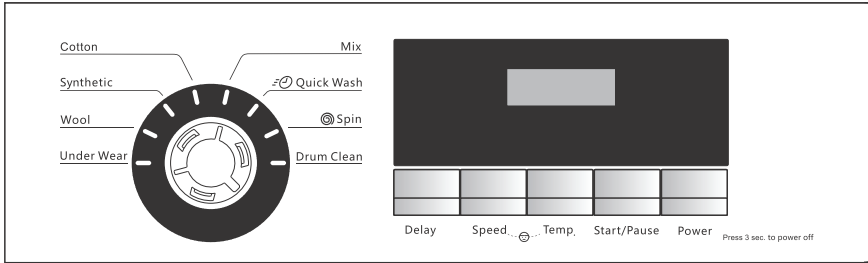 Cotton
Mix
Synthetic
Quick Wash
Wool
Spin
Under Wear
Drum Clean
Delay
Speed
Temp.
Start/Pause
Power
Press 3 sec. to power off